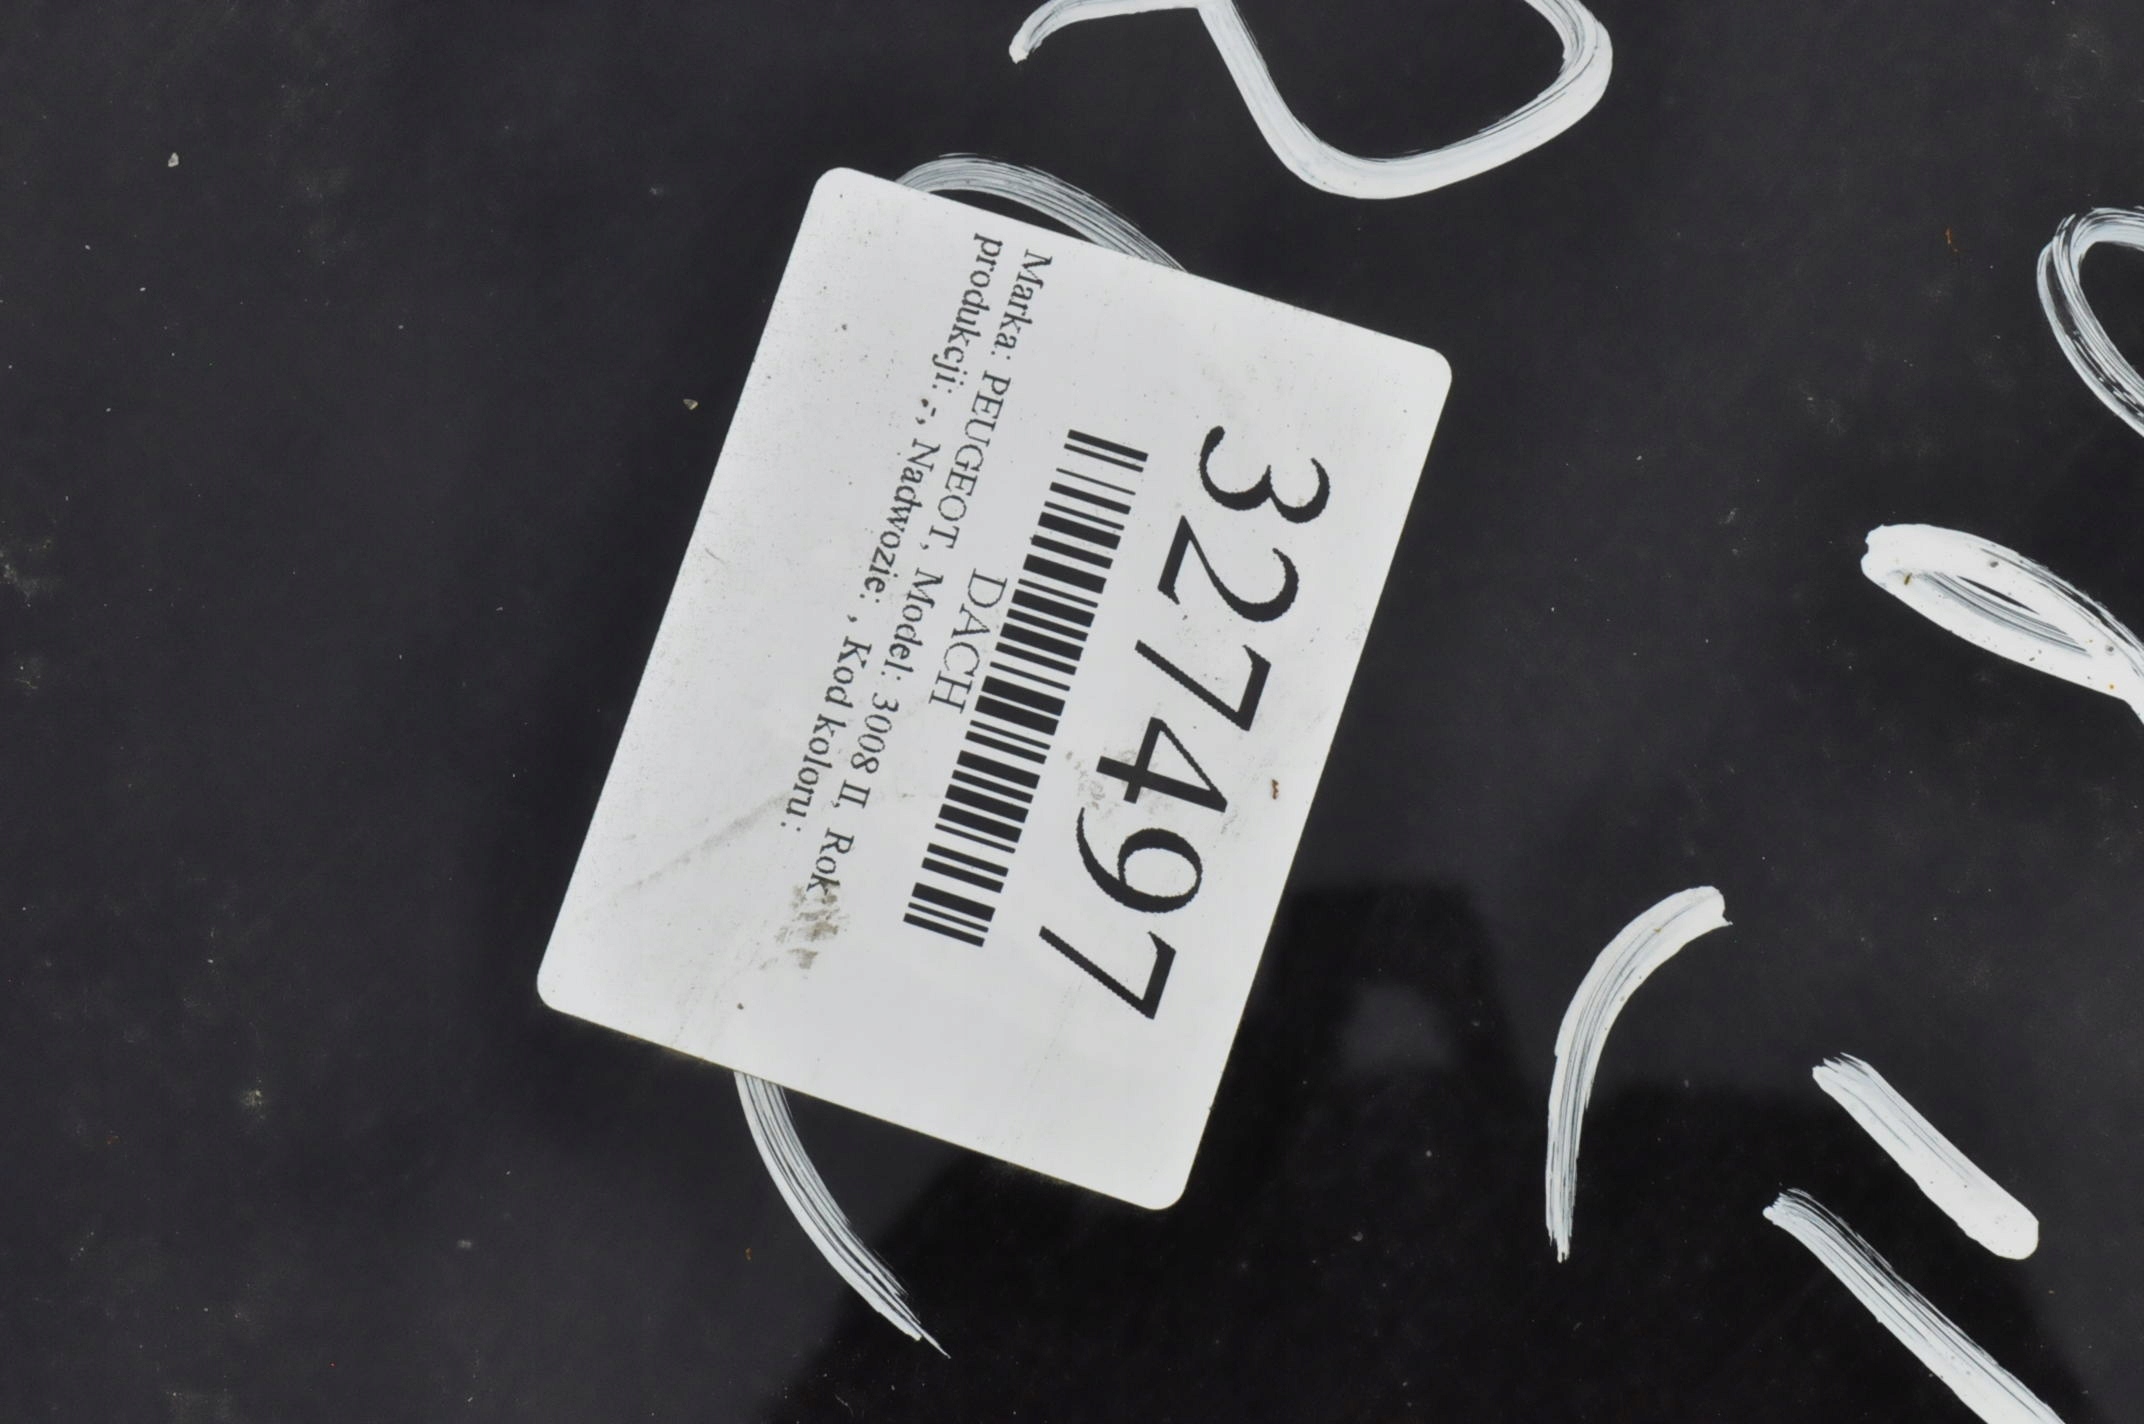 327497
DACH
Marka: PEUGEOT, Model: 3008 II, Rok
produkcji: -, Nadwozie: , Kod koloru: